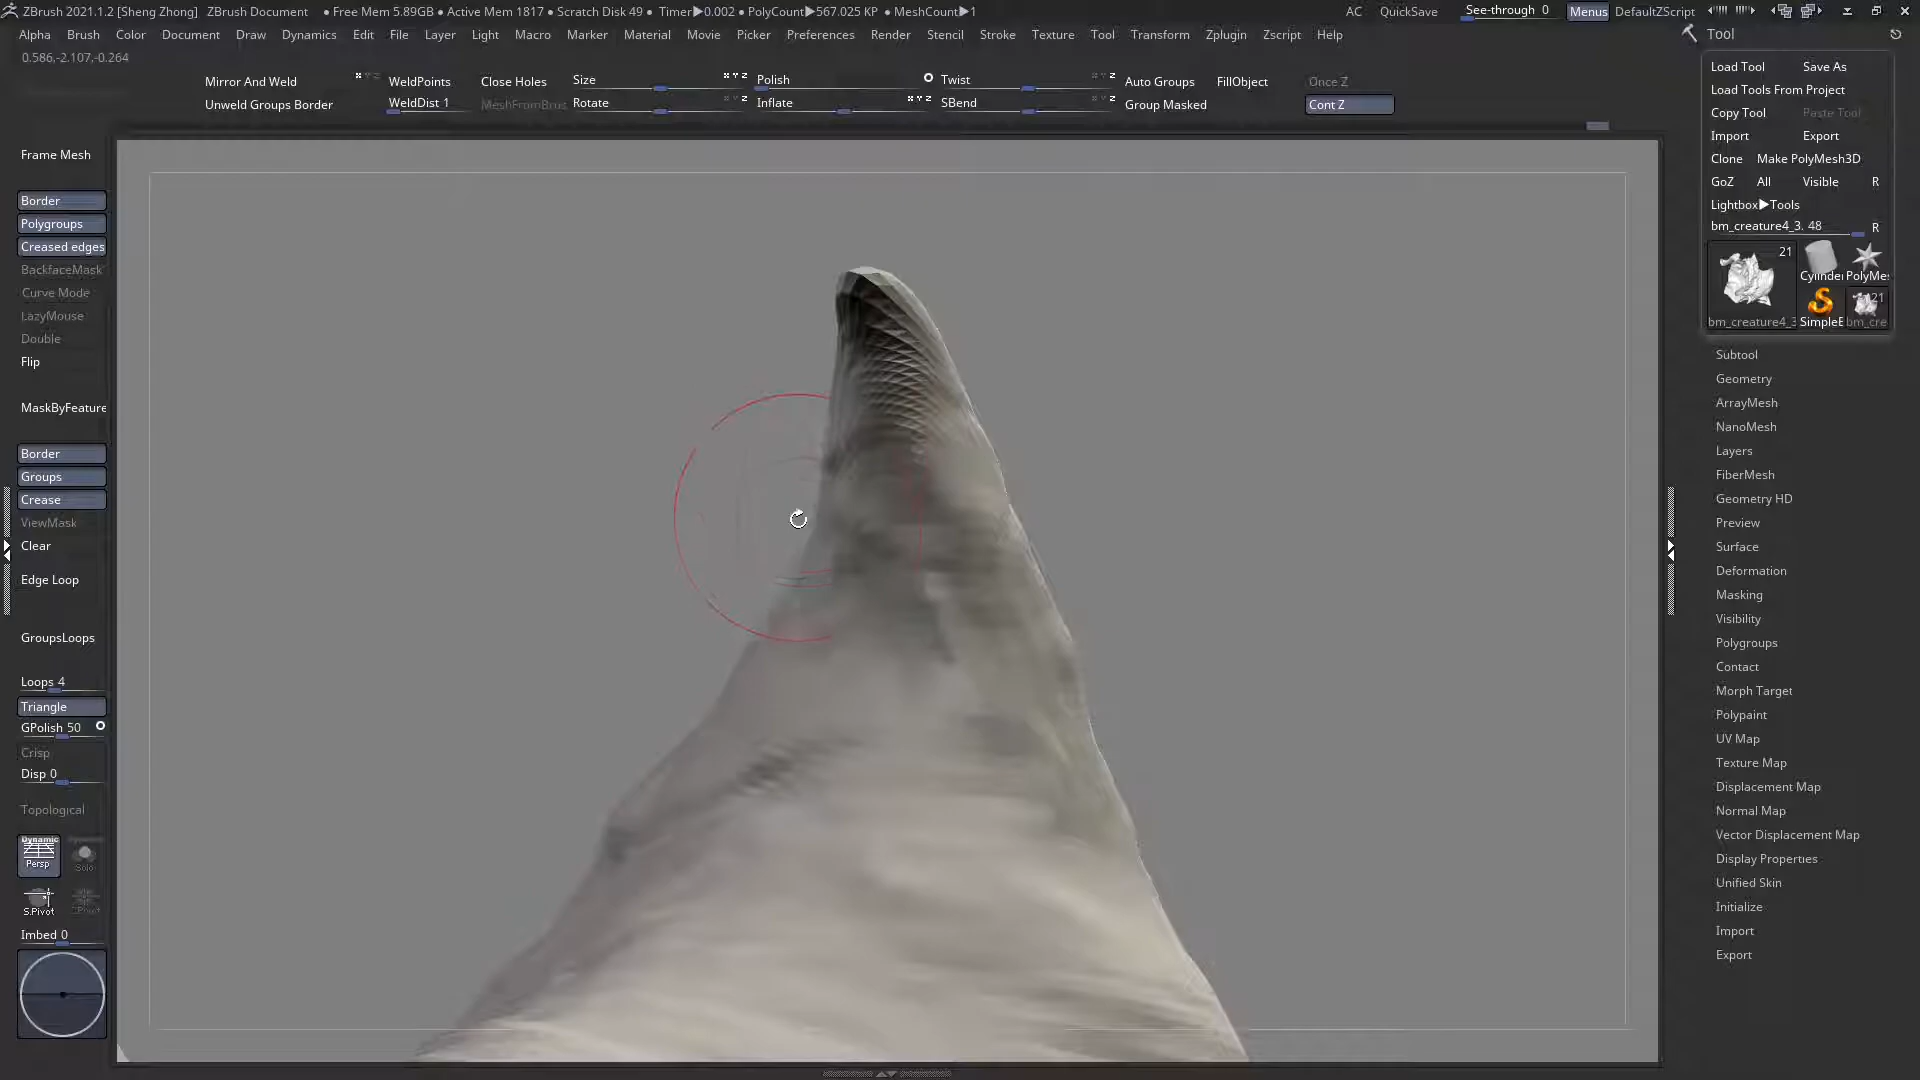 ZBrush 2021.1.2 [Sheng Zhong] ZBrush Document • Free Mem 5.89GB • Active Mem 1817 • Scratch Disk 49 • Timer▶0.002 • PolyCount▶567.025 KP • MeshCount▶1 AC QuickSave See-through 0 Menus DefaultZScript
Alpha Brush Color Document Draw Dynamics Edit File Layer Light Macro Marker Material Movie Picker Preferences Render Stencil Stroke Texture Tool Transform Zplugin Zscript Help
0.586,-2.107,-0.264
Mirror And Weld WeldPoints Close Holes Size Polish Twist Auto Groups FillObject Once Z
Unweld Groups Border WeldDist 1 MeshFromBrus Rotate Inflate SBend Group Masked Cont Z
Frame Mesh
Border
Polygroups
Creased edges
BackfaceMask
Curve Mode
LazyMouse
Double
Flip
MaskByFeature
Border
Groups
Crease
ViewMask
Clear
Edge Loop
GroupsLoops
Loops 4
Triangle
GPolish 50
Crisp
Disp 0
Topological
Dynamic
Persp Solo
S.Pivot
Imbed 0
Tool
Load Tool Save As
Load Tools From Project
Copy Tool Paste Tool
Import Export
Clone Make PolyMesh3D
GoZ All Visible R
Lightbox▶Tools
bm_creature4_3. 48 R
21
Cylinder PolyMes
21
bm_creature4_3 SimpleE bm_cre
Subtool
Geometry
ArrayMesh
NanoMesh
Layers
FiberMesh
Geometry HD
Preview
Surface
Deformation
Masking
Visibility
Polygroups
Contact
Morph Target
Polypaint
UV Map
Texture Map
Displacement Map
Normal Map
Vector Displacement Map
Display Properties
Unified Skin
Initialize
Import
Export